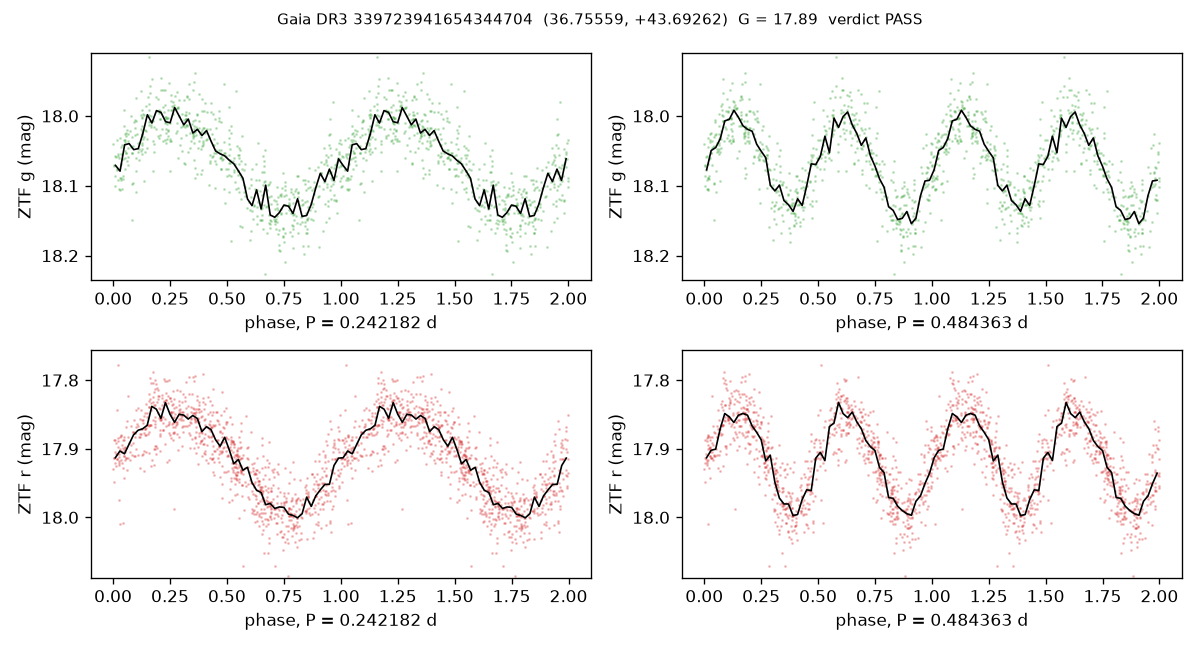 Gaia DR3 339723941654344704 (36.75559, +43.69262) G = 17.89 verdict PASS
ZTF g (mag)
18.0
18.1
18.2
0.00 0.25 0.50 0.75 1.00 1.25 1.50 1.75 2.00
phase, P = 0.242182 d
ZTF g (mag)
18.0
18.1
18.2
0.00 0.25 0.50 0.75 1.00 1.25 1.50 1.75 2.00
phase, P = 0.484363 d
ZTF r (mag)
17.8
17.9
18.0
0.00 0.25 0.50 0.75 1.00 1.25 1.50 1.75 2.00
phase, P = 0.242182 d
ZTF r (mag)
17.8
17.9
18.0
0.00 0.25 0.50 0.75 1.00 1.25 1.50 1.75 2.00
phase, P = 0.484363 d